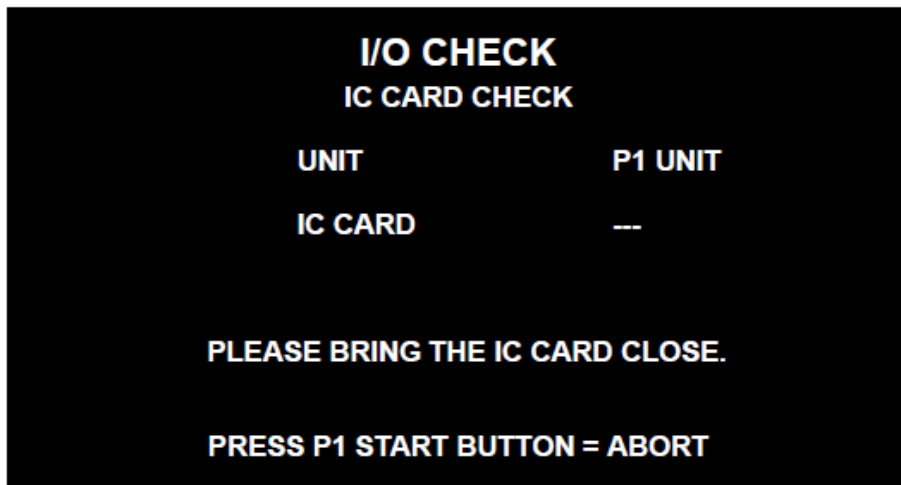 I/O CHECK
IC CARD CHECK
UNIT P1 UNIT
IC CARD ---
PLEASE BRING THE IC CARD CLOSE.
PRESS P1 START BUTTON = ABORT